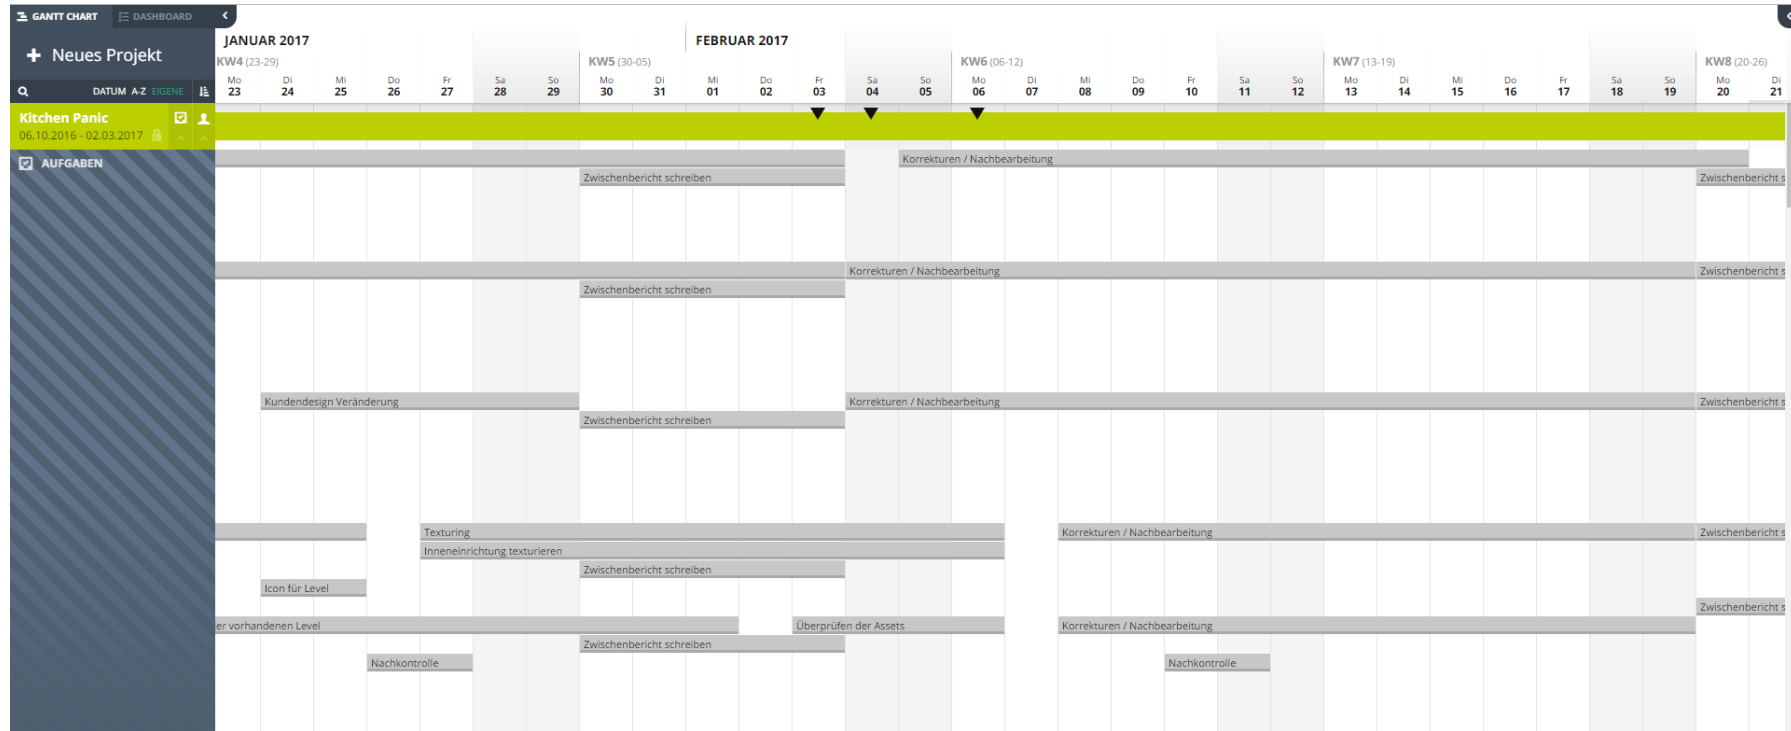 GANTT CHART DASHBOARD
Neues Projekt
DATUM A-Z EIGENE
Kitchen Panic
06.10.2016 - 02.03.2017
AUFGABEN
JANUAR 2017 FEBRUAR 2017
KW4 (23-29) KW5 (30-05) KW6 (06-12) KW7 (13-19) KW8 (20-26)
Mo Di Mi Do Fr Sa So Mo Di Mi Do Fr Sa So Mo Di Mi Do Fr Sa So Mo Di Mi Do Fr Sa So Mo Di
23 24 25 26 27 28 29 30 31 01 02 03 04 05 06 07 08 09 10 11 12 13 14 15 16 17 18 19 20 21
Korrekturen / Nachbearbeitung
Zwischenbericht schreiben Zwischenbericht s
Korrekturen / Nachbearbeitung Zwischenbericht s
Zwischenbericht schreiben
Kundendesign Veränderung Korrekturen / Nachbearbeitung Zwischenbericht s
Zwischenbericht schreiben
Texturing Korrekturen / Nachbearbeitung Zwischenbericht s
Inneneinrichtung texturieren
Zwischenbericht schreiben
Icon für Level
Zwischenbericht s
er vorhandenen Level Überprüfen der Assets Korrekturen / Nachbearbeitung
Zwischenbericht schreiben
Nachkontrolle Nachkontrolle